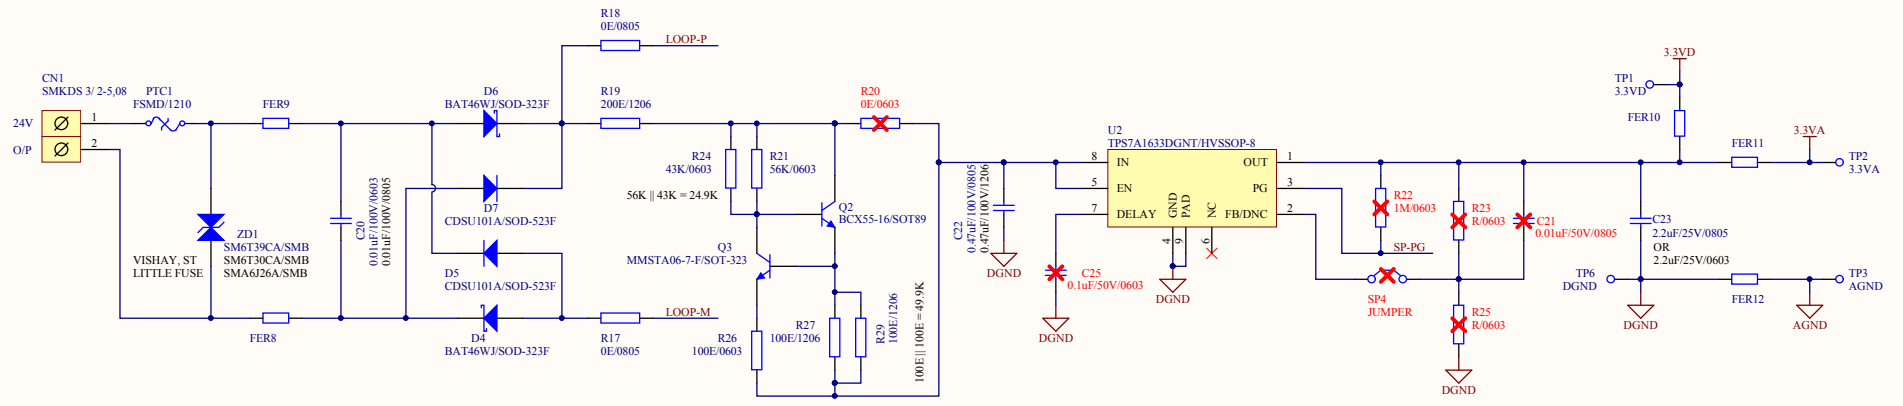 CN1
SMKDS 3/ 2-5,08
24V
O/P
1
2
PTC1
FSMD/1210
FER9
ZD1
SM6T39CA/SMB
SM6T30CA/SMB
SMA6J26A/SMB
VISHAY, ST
LITTLE FUSE
FER8
C20
0.01uF/100V/0603
0.01uF/100V/0805
D6
BAT46WJ/SOD-323F
D7
CDSU101A/SOD-523F
D5
CDSU101A/SOD-523F
D4
BAT46WJ/SOD-323F
R18
0E/0805
LOOP-P
R19
200E/1206
R17
0E/0805
LOOP-M
R24
43K/0603
R21
56K/0603
56K || 43K = 24.9K
R20
0E/0603
Q2
BCX55-16/SOT89
Q3
MMSTA06-7-F/SOT-323
R26
100E/0603
R27
100E/1206
R29
100E/1206
100E || 100E = 49.9K
C22
0.47uF/100V/0805
0.47uF/100V/1206
DGND
C25
0.1uF/50V/0603
DGND
U2
TPS7A1633DGNT/HVSSOP-8
8
IN
5
EN
7
DELAY
OUT
1
PG
3
FB/DNC
2
GND
PAD
NC
4
9
6
DGND
R22
1M/0603
SP-PG
SP4
JUMPER
R23
R/0603
R25
R/0603
DGND
C21
0.01uF/50V/0805
C23
2.2uF/25V/0805
OR
2.2uF/25V/0603
TP6
DGND
DGND
3.3VD
TP1
3.3VD
FER10
FER11
3.3VA
TP2
3.3VA
FER12
TP3
AGND
AGND